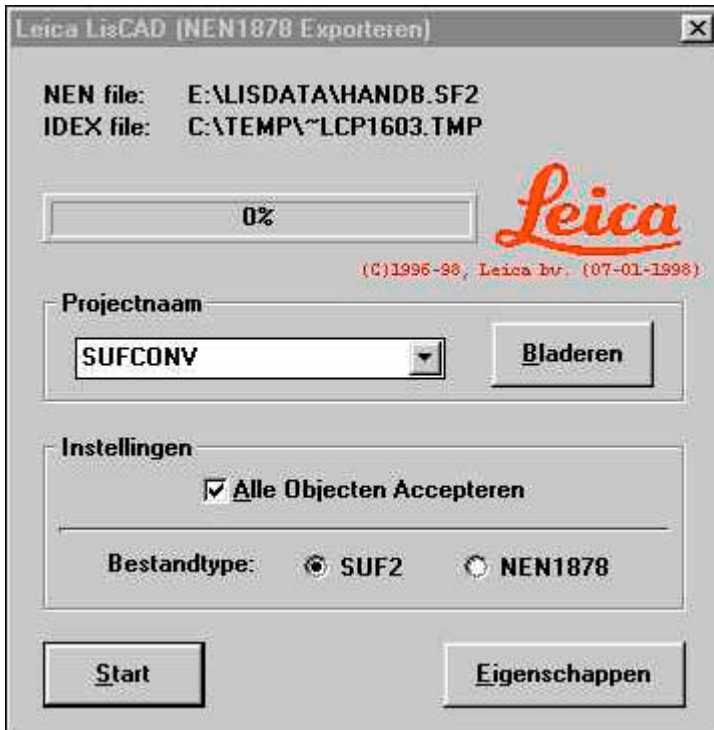 Leica LisCAD (NEN1878 Exporteren)
NEN file: E:\LISDATA\HANDB.SF2
IDEX file: C:\TEMP\~LCP1603.TMP
0%
Leica
(C)1996-98, Leica bv. (07-01-1998)
Projectnaam
SUFCONV
Bladeren
Instellingen
Alle Objecten Accepteren
Bestandtype: SUF2 NEN1878
Start Eigenschappen